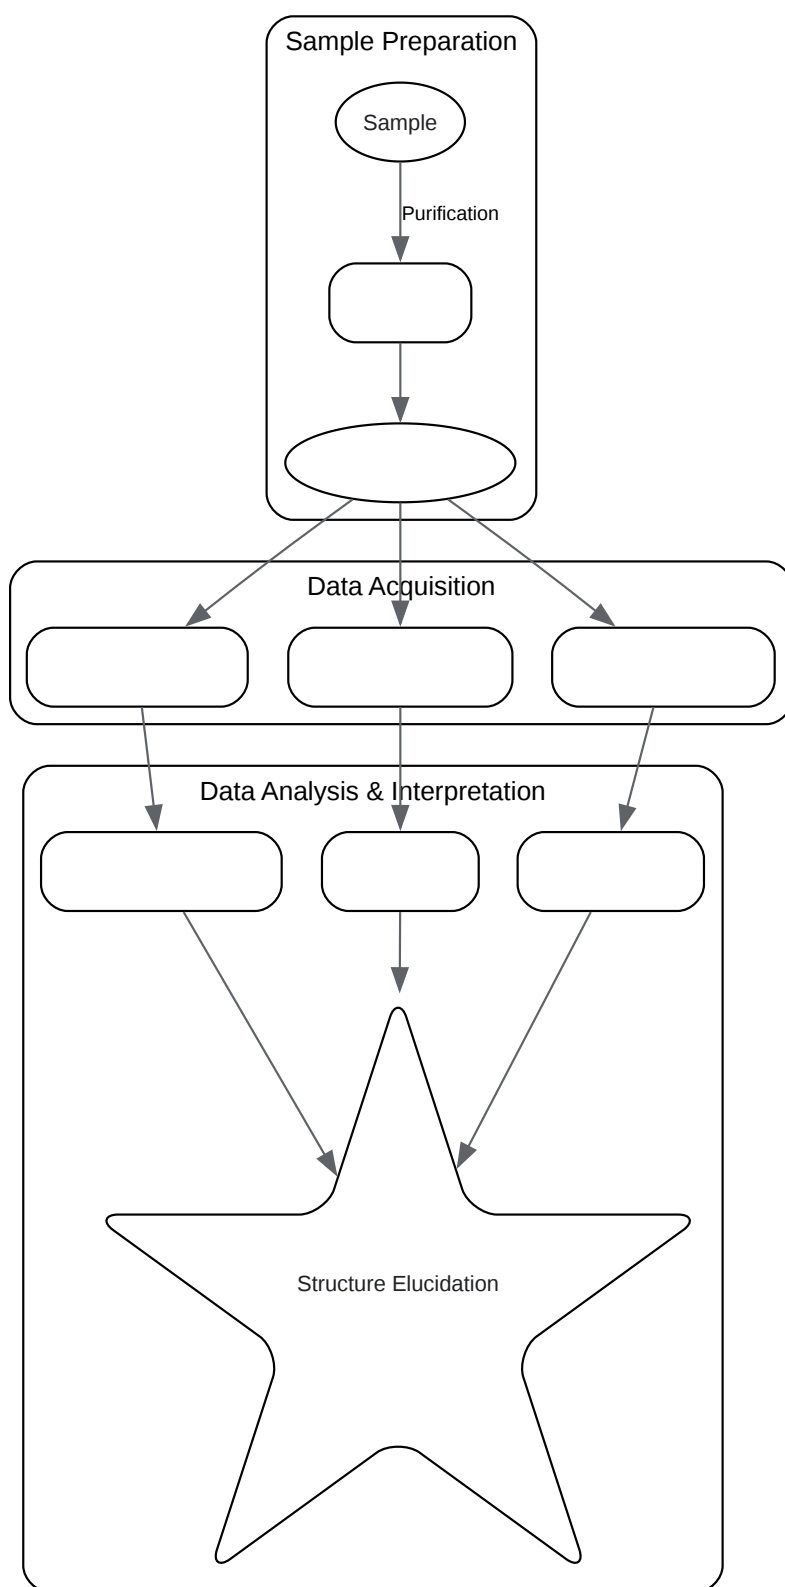 Sample Preparation
Sample
Purification
Data Acquisition
Data Analysis & Interpretation
Structure Elucidation